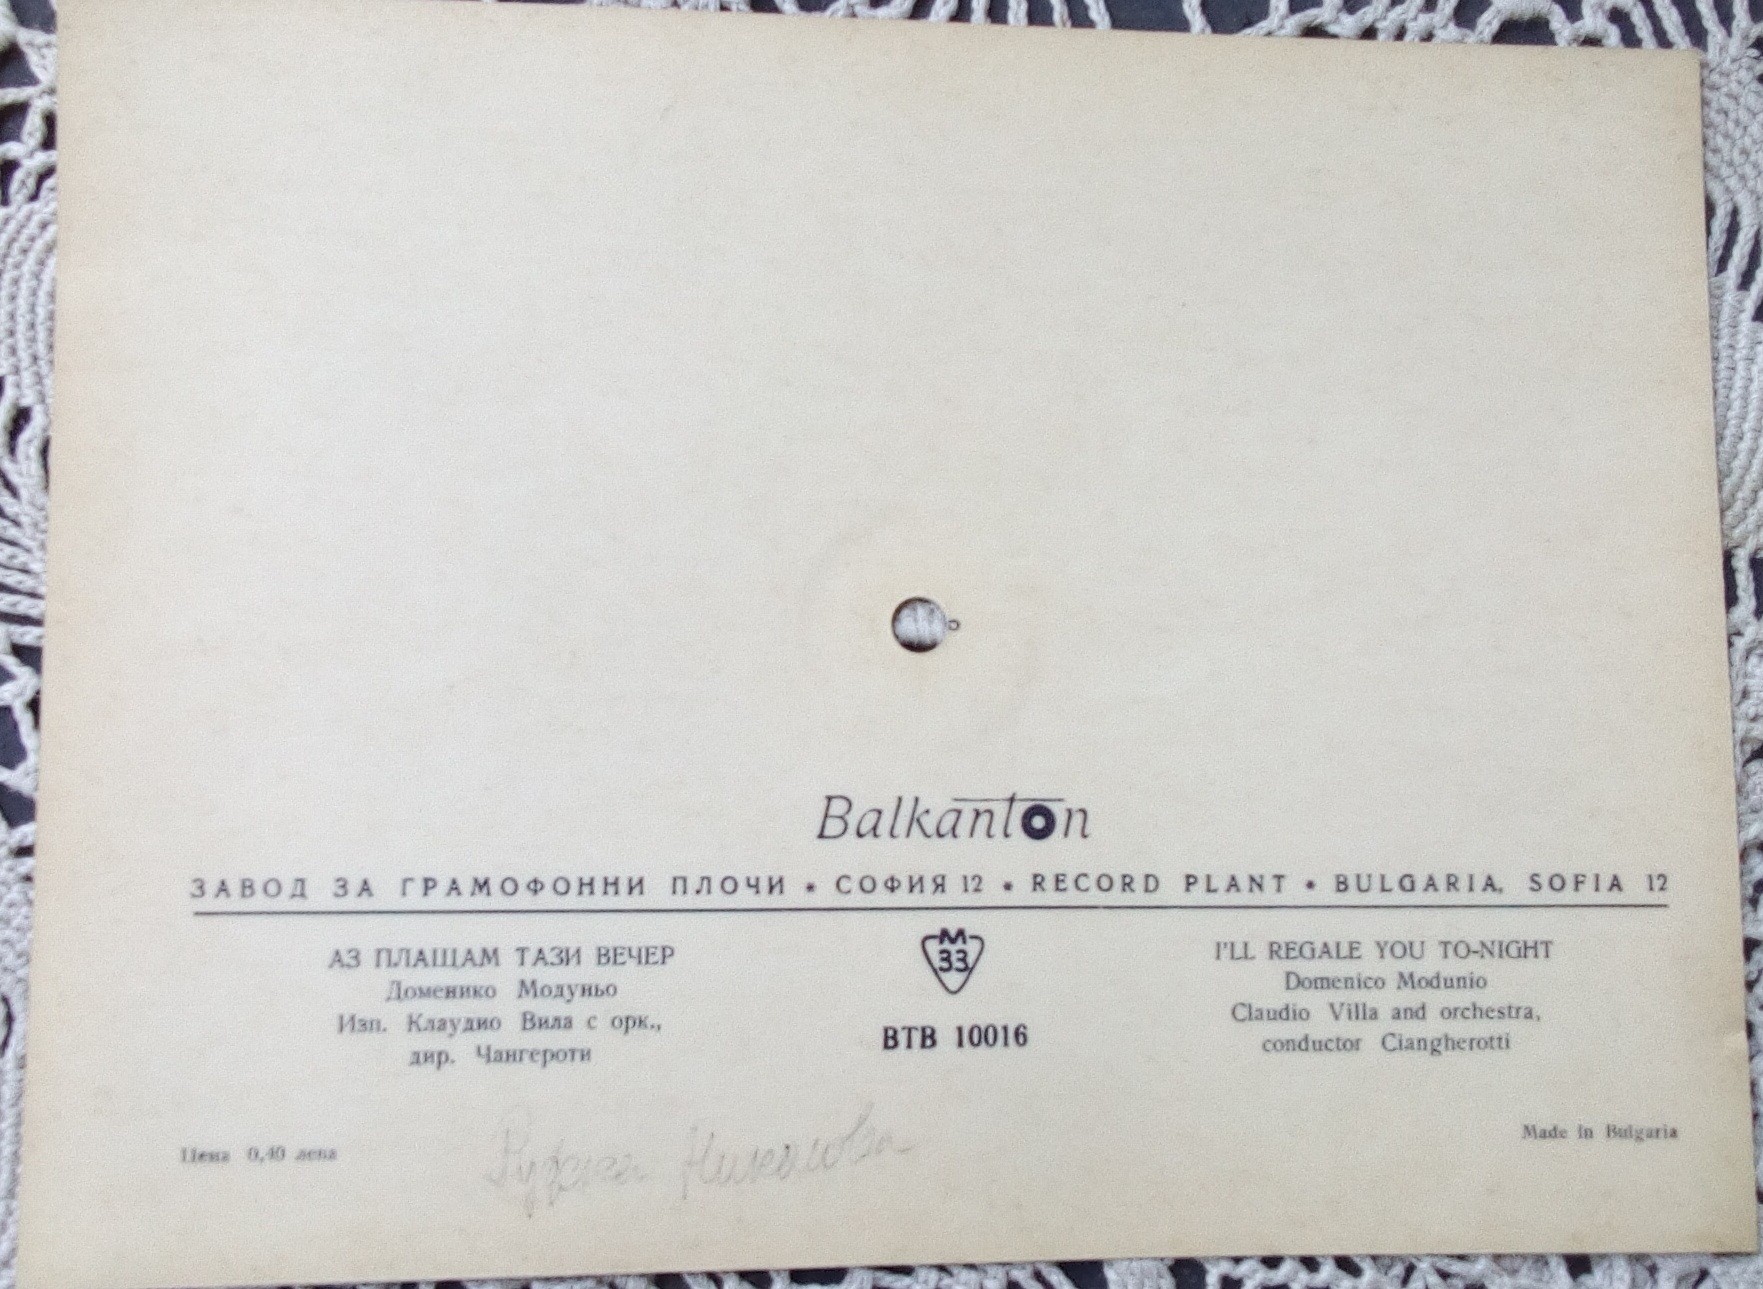 Balkanton
ЗАВОД ЗА ГРАМОФОННИ ПЛОЧИ * СОФИЯ 12 * RECORD PLANT * BULGARIA, SOFIA 12
АЗ ПЛАЩАМ ТАЗИ ВЕЧЕР
Доменико Модуньо
Изп. Клаудио Вила с орк.,
дир. Чангероти
М
33
ВТВ 10016
I'LL REGALE YOU TO-NIGHT
Domenico Modunio
Claudio Villa and orchestra,
conductor Ciangherotti
Цена 0,40 лева
Made in Bulgaria
Николова